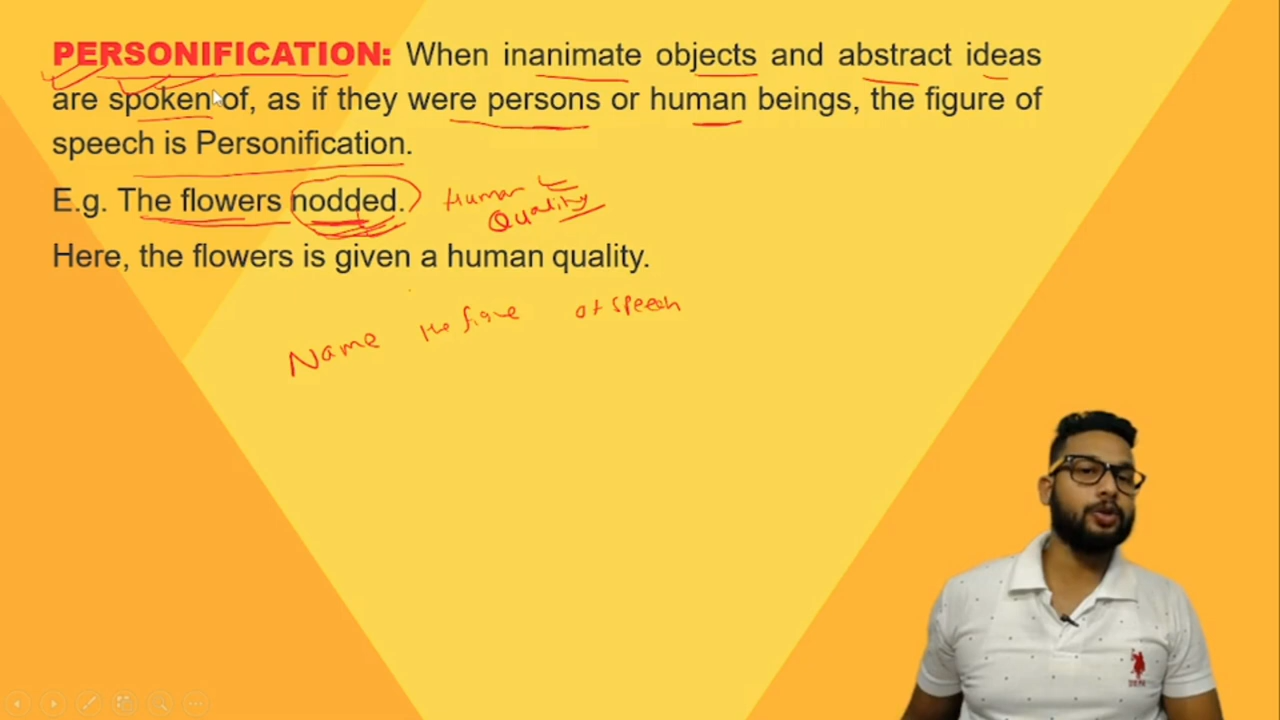 PERSONIFICATION: When inanimate objects and abstract ideas
are spoken of, as if they were persons or human beings, the figure of
speech is Personification.
E.g. The flowers nodded.
Human
Quality
Here, the flowers is given a human quality.
Name the figure of speech